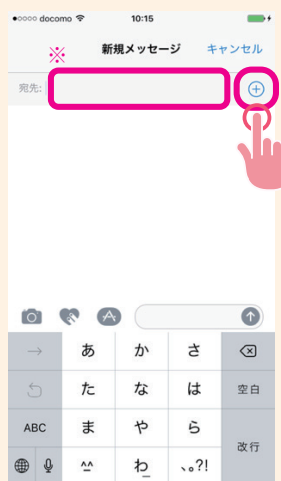 docomo 10:15
※ 新規メッセージ キャンセル
宛先:
→ あ か さ
た な は 空白
ABC ま や ら
^^ わ_ 、。?! 改行